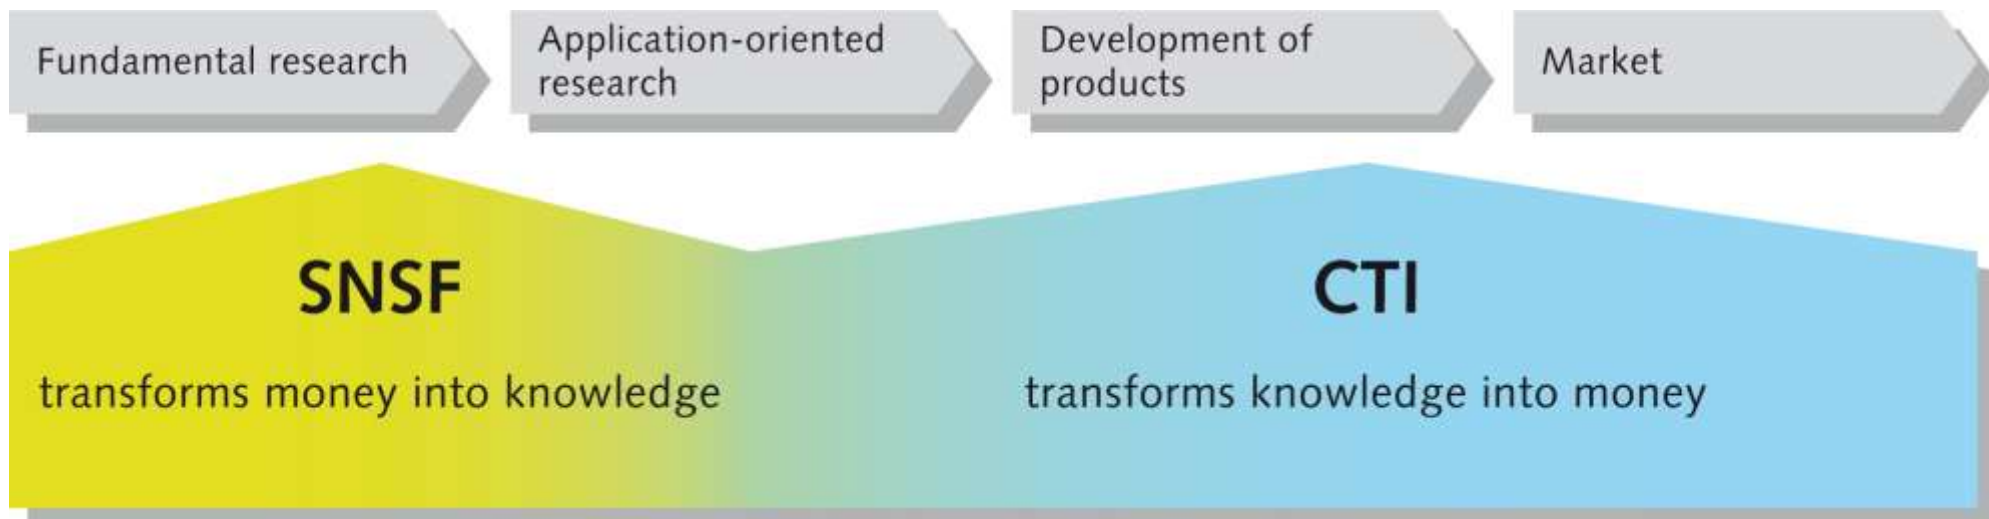 Fundamental research
Application-oriented
research
Development of
products
Market
SNSF
transforms money into knowledge
CTI
transforms knowledge into money